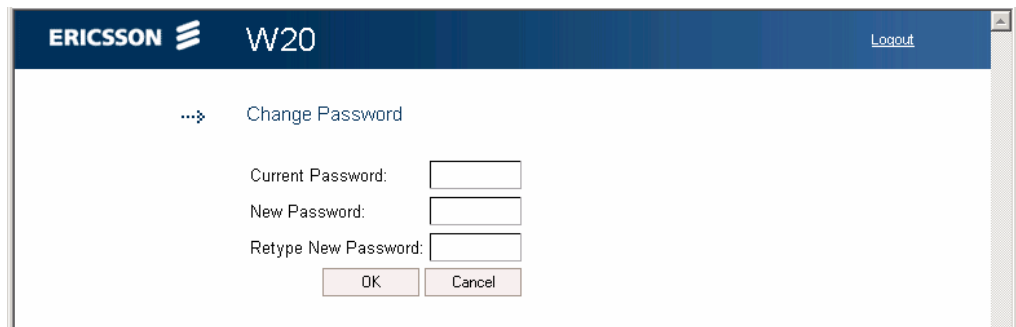 ERICSSON W20 Logout
Change Password
Current Password:
New Password:
Retype New Password:
OK Cancel